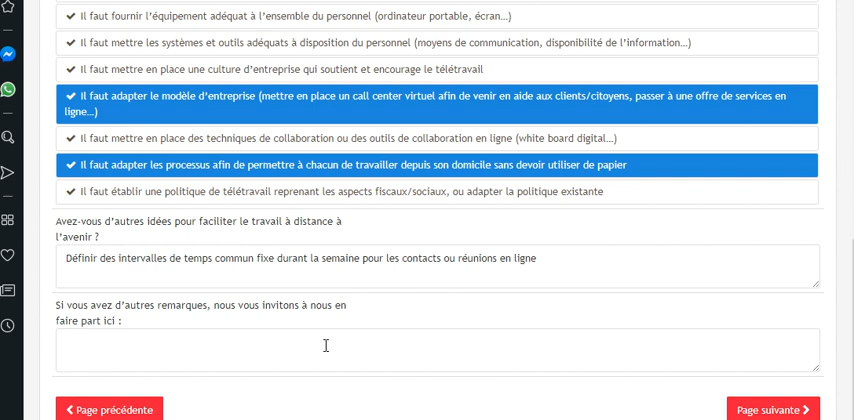 Il faut fournir l’équipement adéquat à l’ensemble du personnel (ordinateur portable, écran…)
Il faut mettre les systèmes et outils adéquats à disposition du personnel (moyens de communication, disponibilité de l’information…)
Il faut mettre en place une culture d’entreprise qui soutient et encourage le télétravail
Il faut adapter le modèle d’entreprise (mettre en place un call center virtuel afin de venir en aide aux clients/citoyens, passer à une offre de services en
ligne…)
Il faut mettre en place des techniques de collaboration ou des outils de collaboration en ligne (white board digital…)
Il faut adapter les processus afin de permettre à chacun de travailler depuis son domicile sans devoir utiliser de papier
Il faut établir une politique de télétravail reprenant les aspects fiscaux/sociaux, ou adapter la politique existante
Avez-vous d’autres idées pour faciliter le travail à distance à
l’avenir ?
Définir des intervalles de temps commun fixe durant la semaine pour les contacts ou réunions en ligne
Si vous avez d’autres remarques, nous vous invitons à nous en
faire part ici :
Page précédente
Page suivante